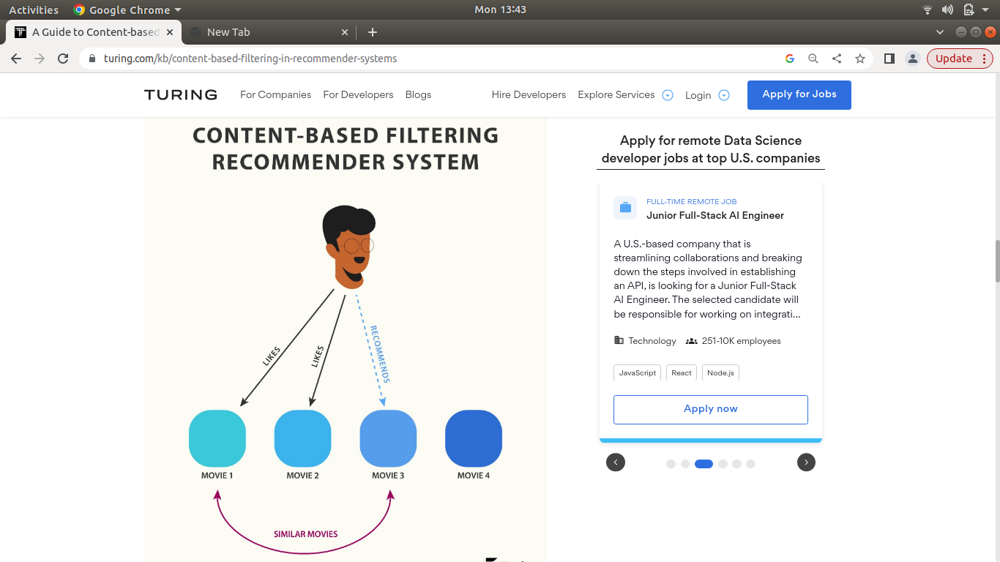 Activities
Google Chrome
Mon 13:43
A Guide to Content-based
New Tab
turing.com/kb/content-based-filtering-in-recommender-systems
Update
TURING
For Companies
For Developers
Blogs
Hire Developers
Explore Services
Login
Apply for Jobs
CONTENT-BASED FILTERING
RECOMMENDER SYSTEM
LIKES
LIKES
RECOMMENDS
MOVIE 1
MOVIE 2
MOVIE 3
MOVIE 4
SIMILAR MOVIES
Apply for remote Data Science
developer jobs at top U.S. companies
FULL-TIME REMOTE JOB
Junior Full-Stack AI Engineer
A U.S.-based company that is
streamlining collaborations and breaking
down the steps involved in establishing
an API, is looking for a Junior Full-Stack
AI Engineer. The selected candidate will
be responsible for working on integrati...
Technology
251-10K employees
JavaScript
React
Node.js
Apply now